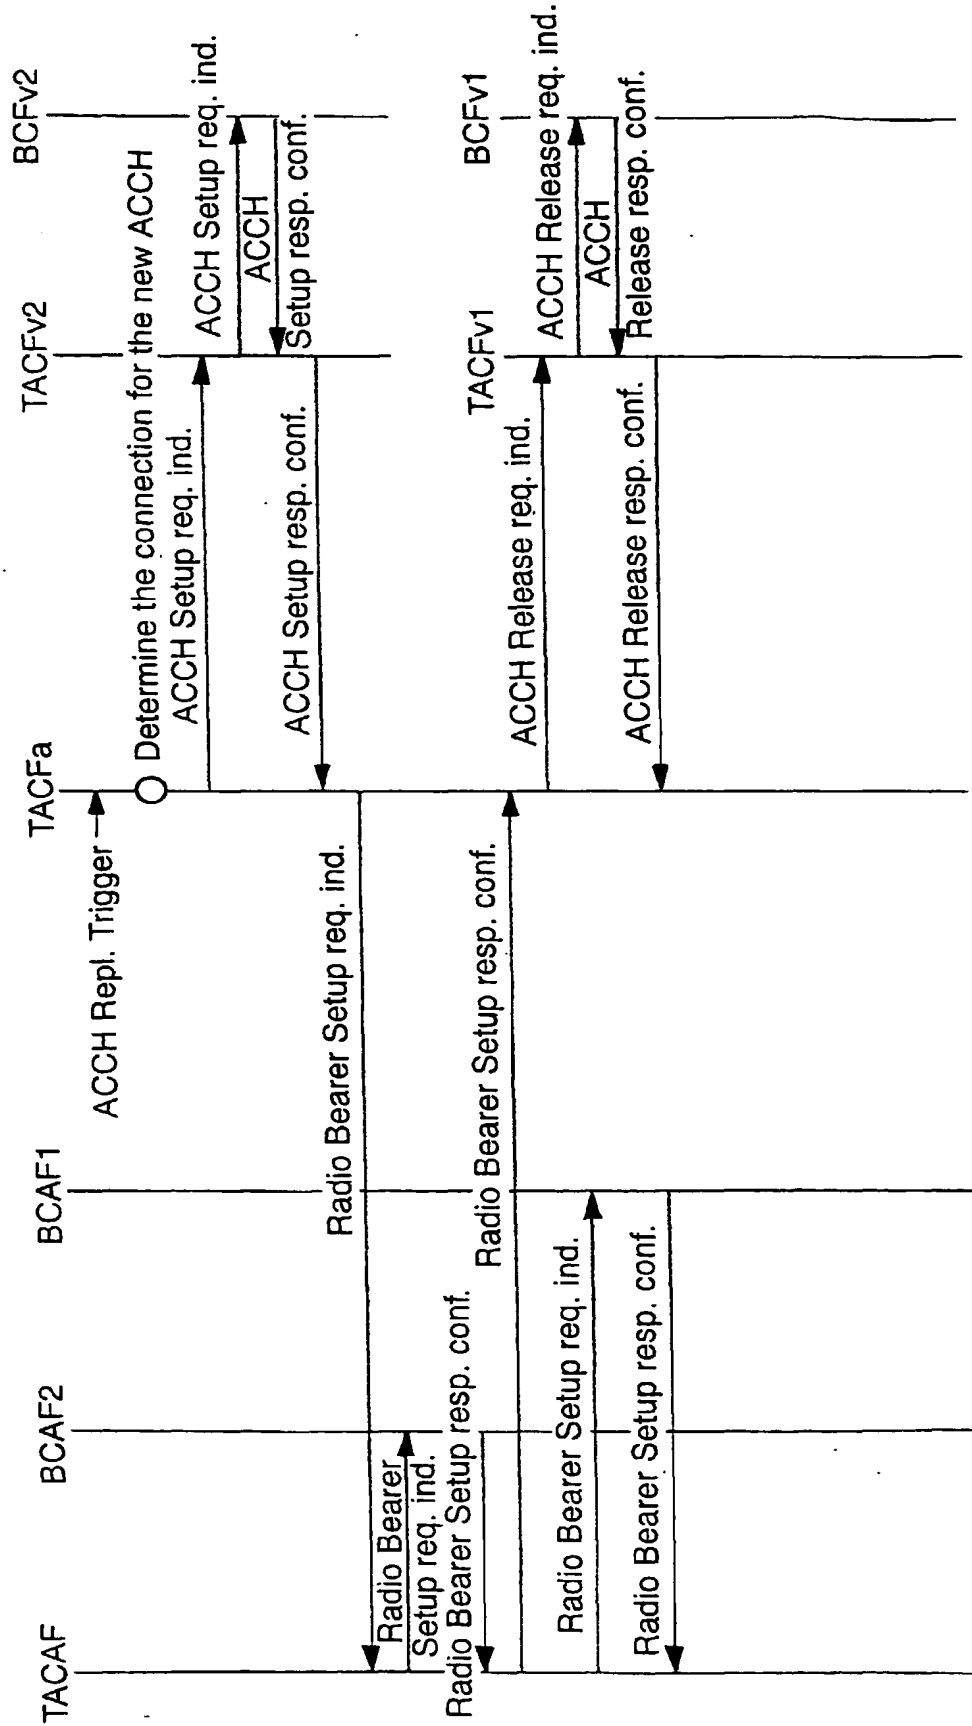 TACAF
BCAF2
BCAF1
TACFa
TACFv2
BCFv2
ACCH Repl. Trigger
Determine the connection for the new ACCH
ACCH Setup req. ind.
ACCH Setup req. ind.
ACCH
Setup resp. conf.
ACCH Setup resp. conf.
Radio Bearer Setup req. ind.
Radio Bearer
Setup req. ind.
Radio Bearer Setup resp. conf.
Radio Bearer Setup resp. conf.
TACFv1
BCFv1
ACCH Release req. ind.
ACCH Release req. ind.
ACCH
Release resp. conf.
ACCH Release resp. conf.
Radio Bearer Setup req. ind.
Radio Bearer Setup resp. conf.